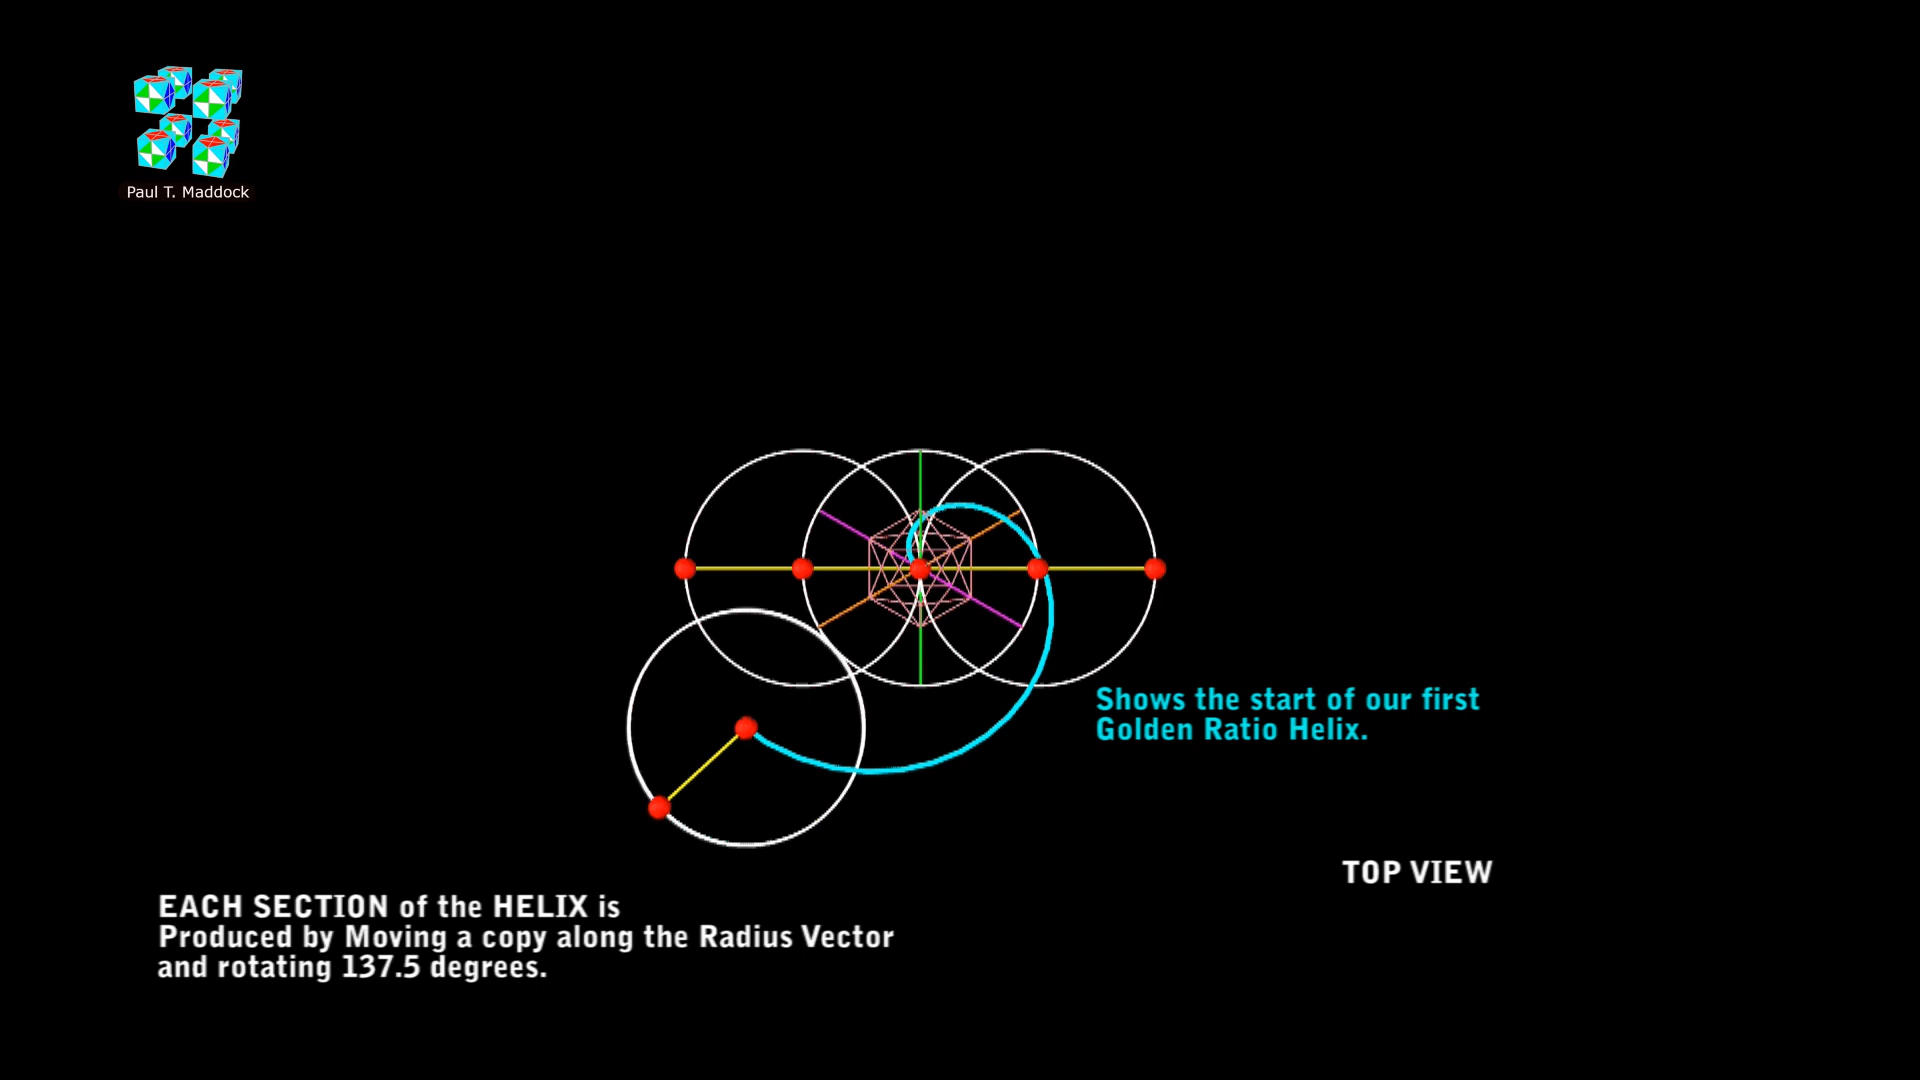 Paul T. Maddock
Shows the start of our first
Golden Ratio Helix.
TOP VIEW
EACH SECTION of the HELIX is
Produced by Moving a copy along the Radius Vector
and rotating 137.5 degrees.